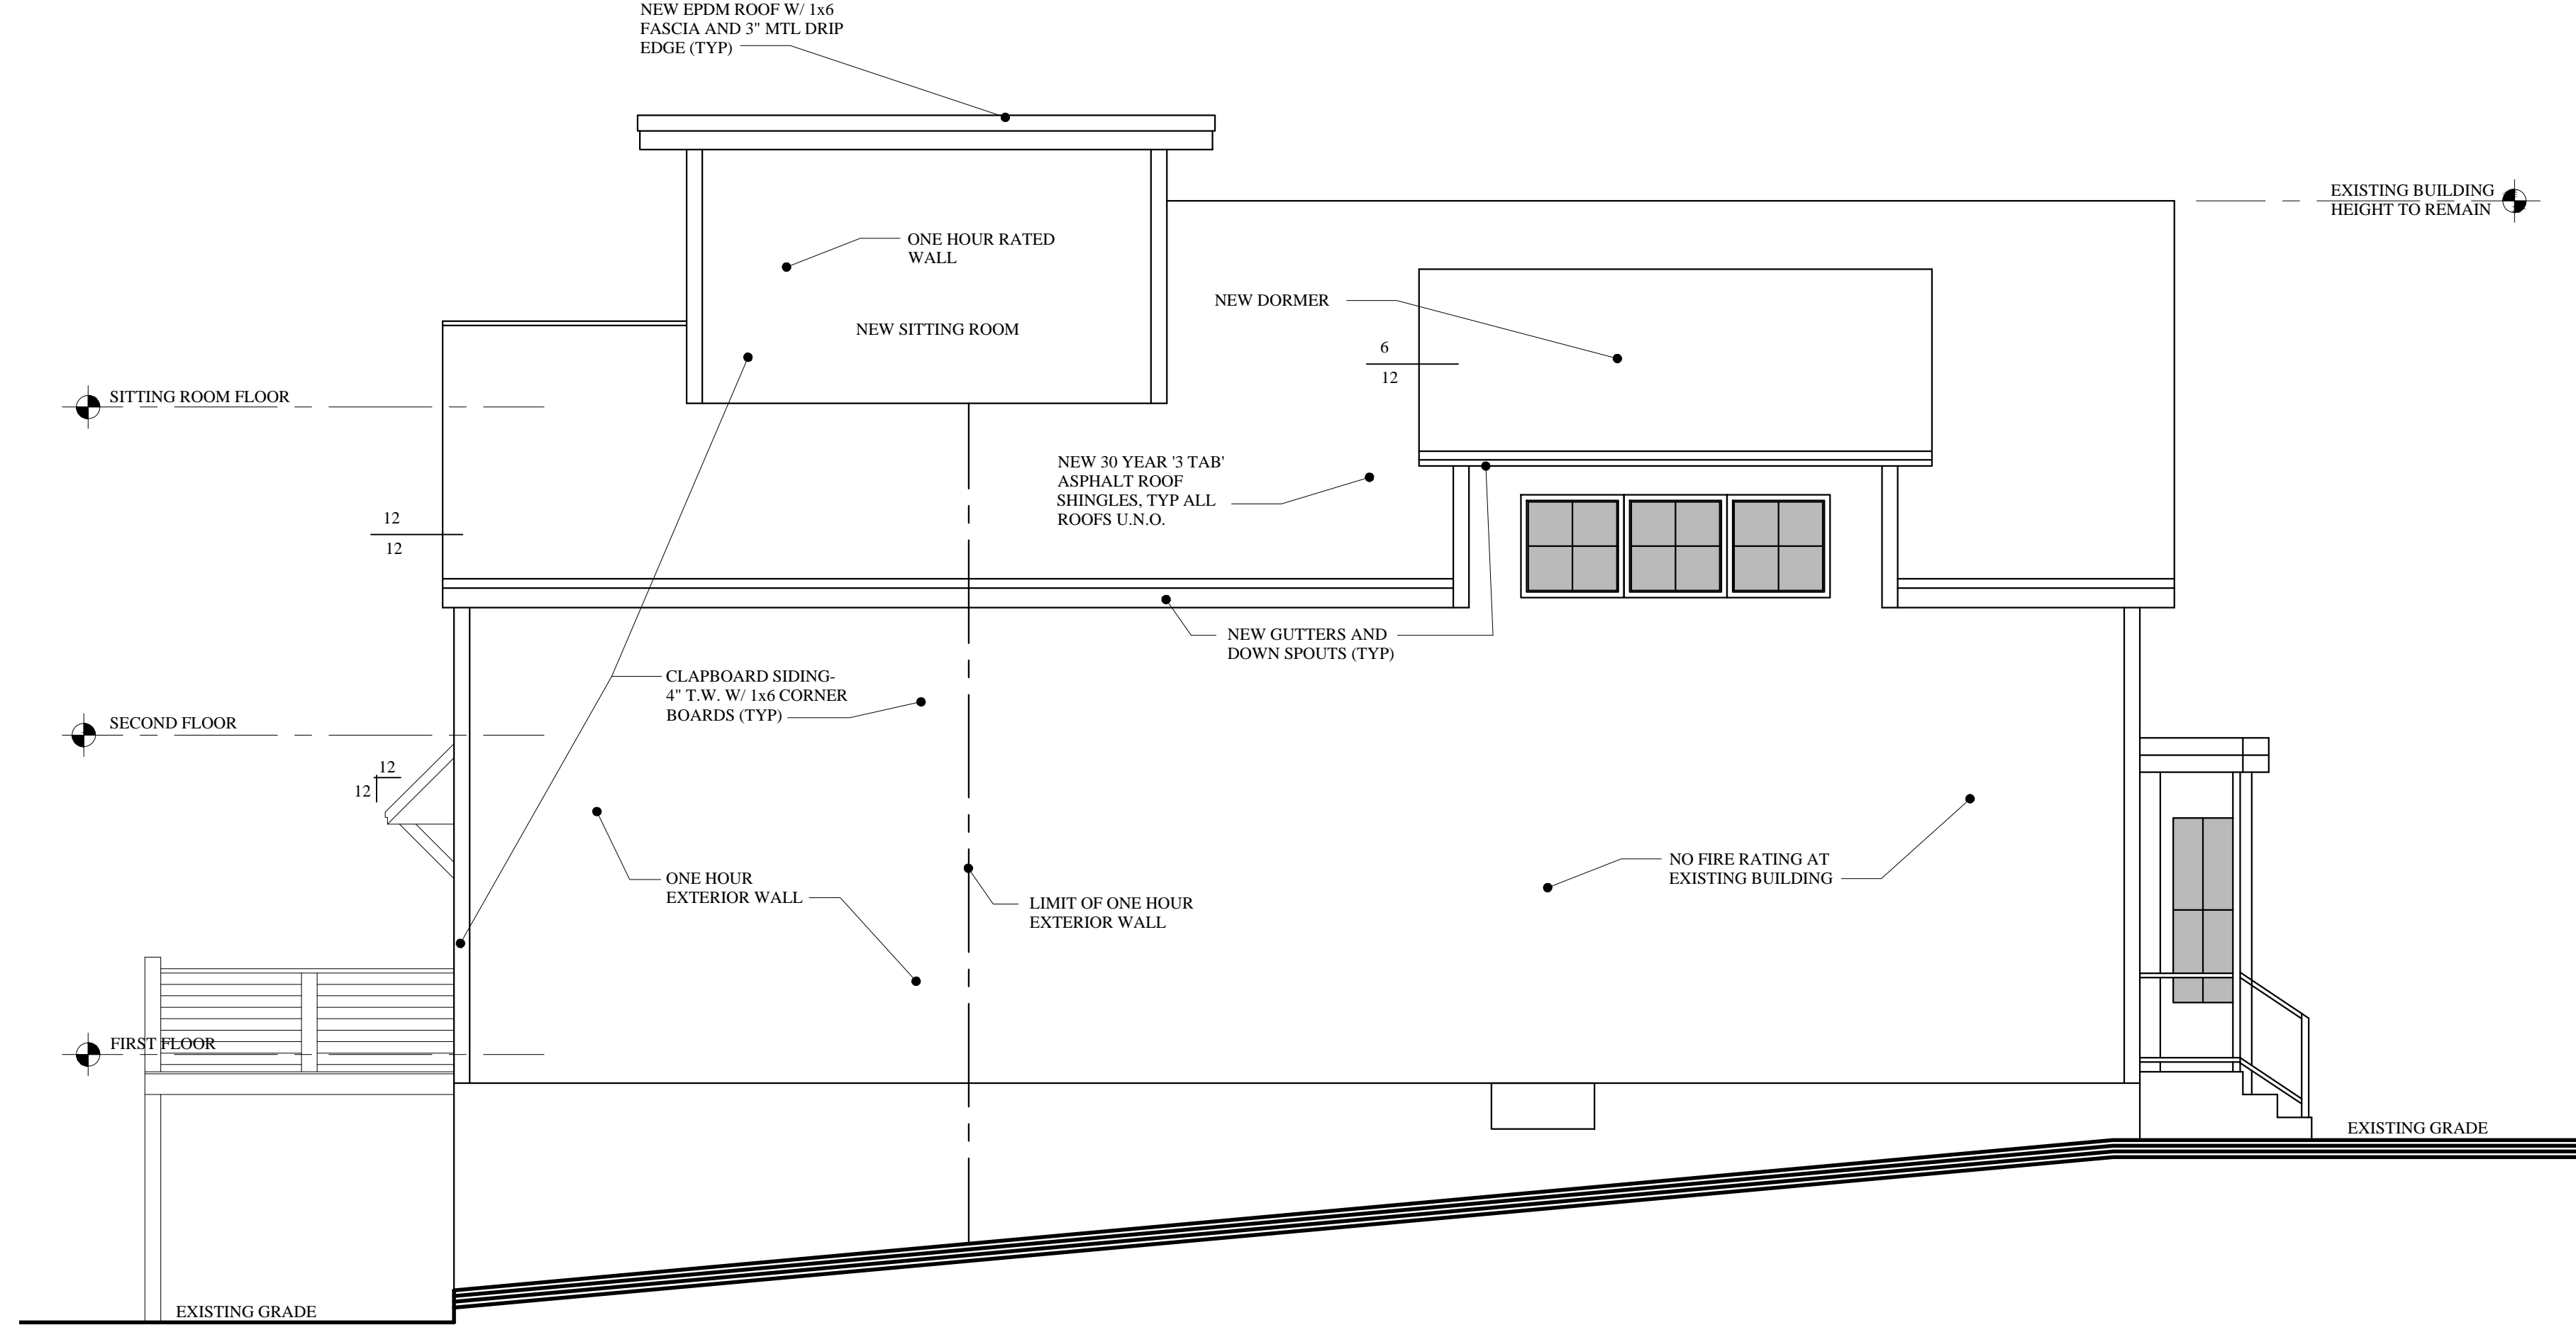 NEW EPDM ROOF W/ 1x6
FASCIA AND 3" MTL DRIP
EDGE (TYP)
EXISTING BUILDING
HEIGHT TO REMAIN
ONE HOUR RATED
WALL
NEW SITTING ROOM
NEW DORMER
6
12
SITTING ROOM FLOOR
NEW 30 YEAR '3 TAB'
ASPHALT ROOF
SHINGLES, TYP ALL
ROOFS U.N.O.
12
12
NEW GUTTERS AND
DOWN SPOUTS (TYP)
CLAPBOARD SIDING-
4" T.W. W/ 1x6 CORNER
BOARDS (TYP)
SECOND FLOOR
12
12
ONE HOUR
EXTERIOR WALL
LIMIT OF ONE HOUR
EXTERIOR WALL
NO FIRE RATING AT
EXISTING BUILDING
FIRST FLOOR
EXISTING GRADE
EXISTING GRADE